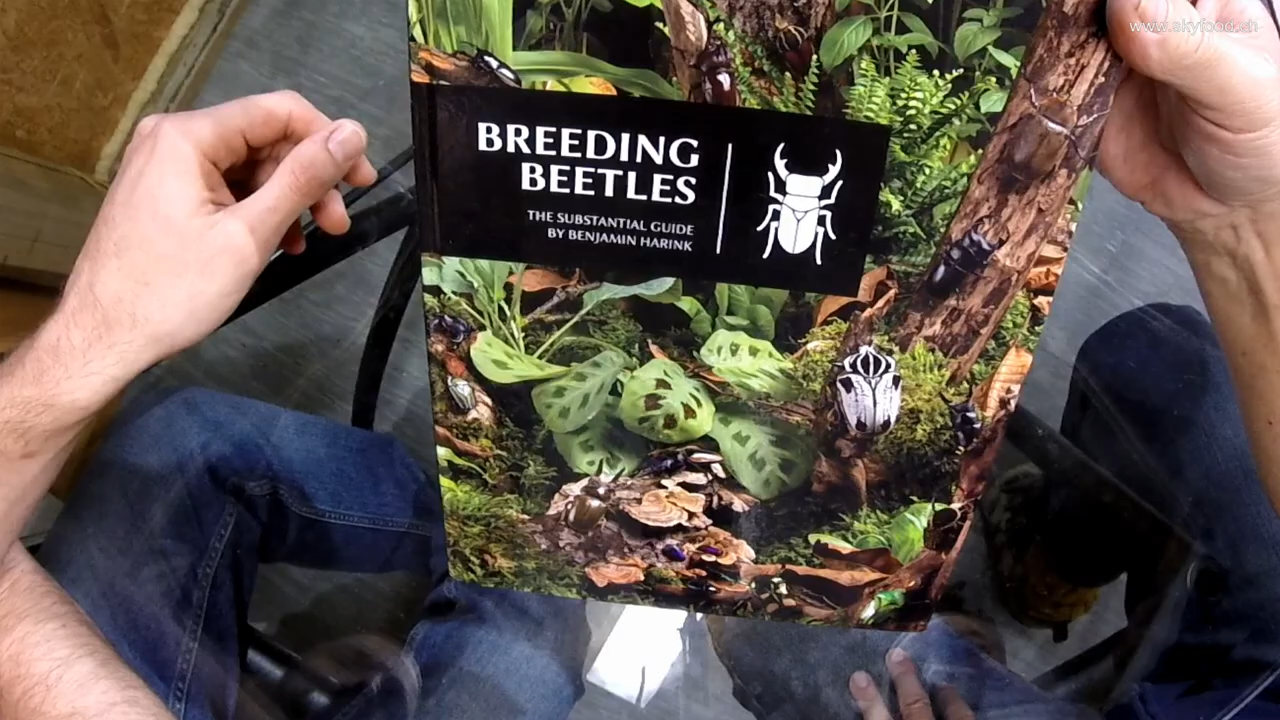 www.skyfood.ch
BREEDING
BEETLES
THE SUBSTANTIAL GUIDE
BY BENJAMIN HARINK